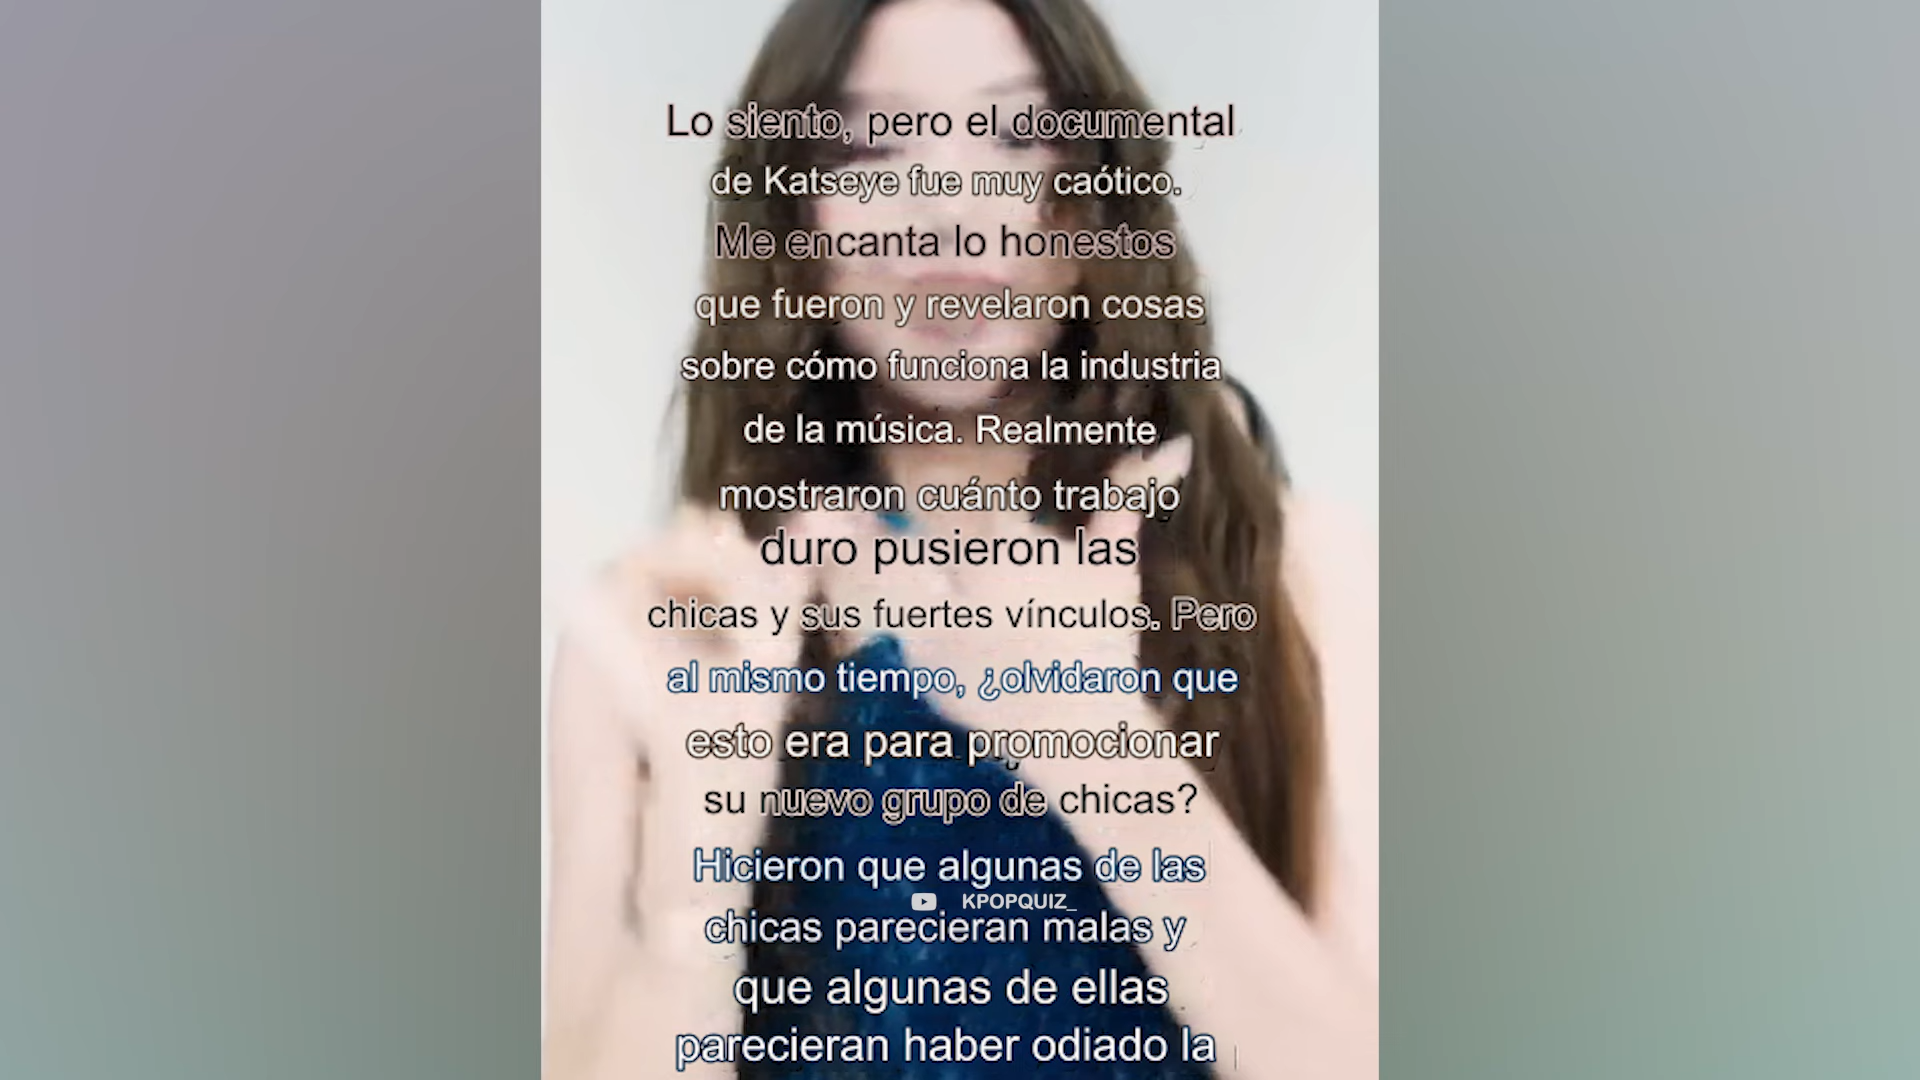 Lo siento, pero el documental
de Katseye fue muy caótico.
Me encanta lo honestos
que fueron y revelaron cosas
sobre cómo funciona la industria
de la música. Realmente
mostraron cuánto trabajo
duro pusieron las
chicas y sus fuertes vínculos. Pero
al mismo tiempo, ¿olvidaron que
esto era para promocionar
su nuevo grupo de chicas?
Hicieron que algunas de las
KPOPQUIZ_
chicas parecieran malas y
que algunas de ellas
parecieran haber odiado la